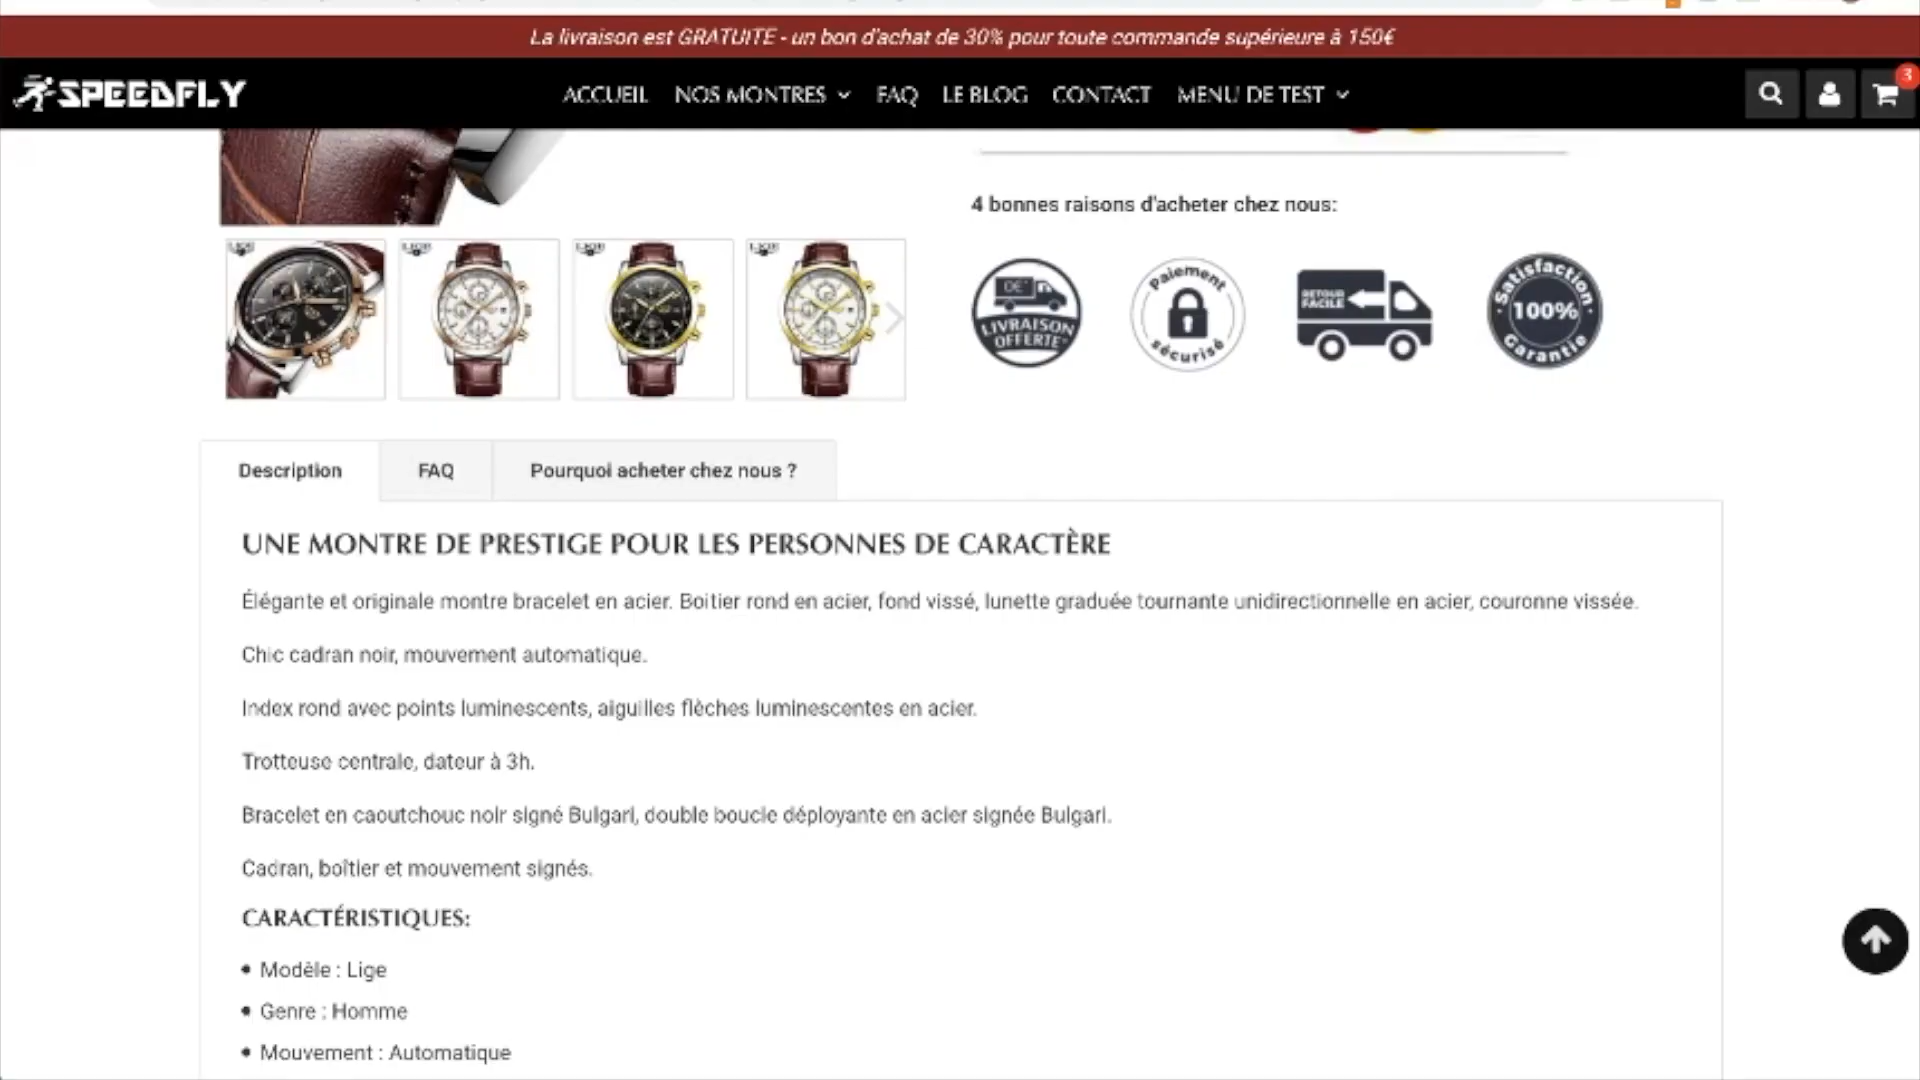 La livraison est GRATUITE - un bon d'achat de 30% pour toute commande supérieure à 150€
SPEEDFLY
ACCUEIL NOS MONTRES FAQ LE BLOG CONTACT MENU DE TEST
3
4 bonnes raisons d'acheter chez nous:
LIGE LIGE LIGE LIGE
DE'
LIVRAISON
OFFERTE*
Paiement
sécurisé
RETOUR
FACILE
Satisfaction
100%
Garantie
Description FAQ Pourquoi acheter chez nous ?
UNE MONTRE DE PRESTIGE POUR LES PERSONNES DE CARACTÈRE
Élégante et originale montre bracelet en acier. Boitier rond en acier, fond vissé, lunette graduée tournante unidirectionnelle en acier, couronne vissée.
Chic cadran noir, mouvement automatique.
Index rond avec points luminescents, aiguilles flèches luminescentes en acier.
Trotteuse centrale, dateur à 3h.
Bracelet en caoutchouc noir signé Bulgari, double boucle déployante en acier signée Bulgari.
Cadran, boîtier et mouvement signés.
CARACTÉRISTIQUES:
• Modèle : Lige
• Genre : Homme
• Mouvement : Automatique